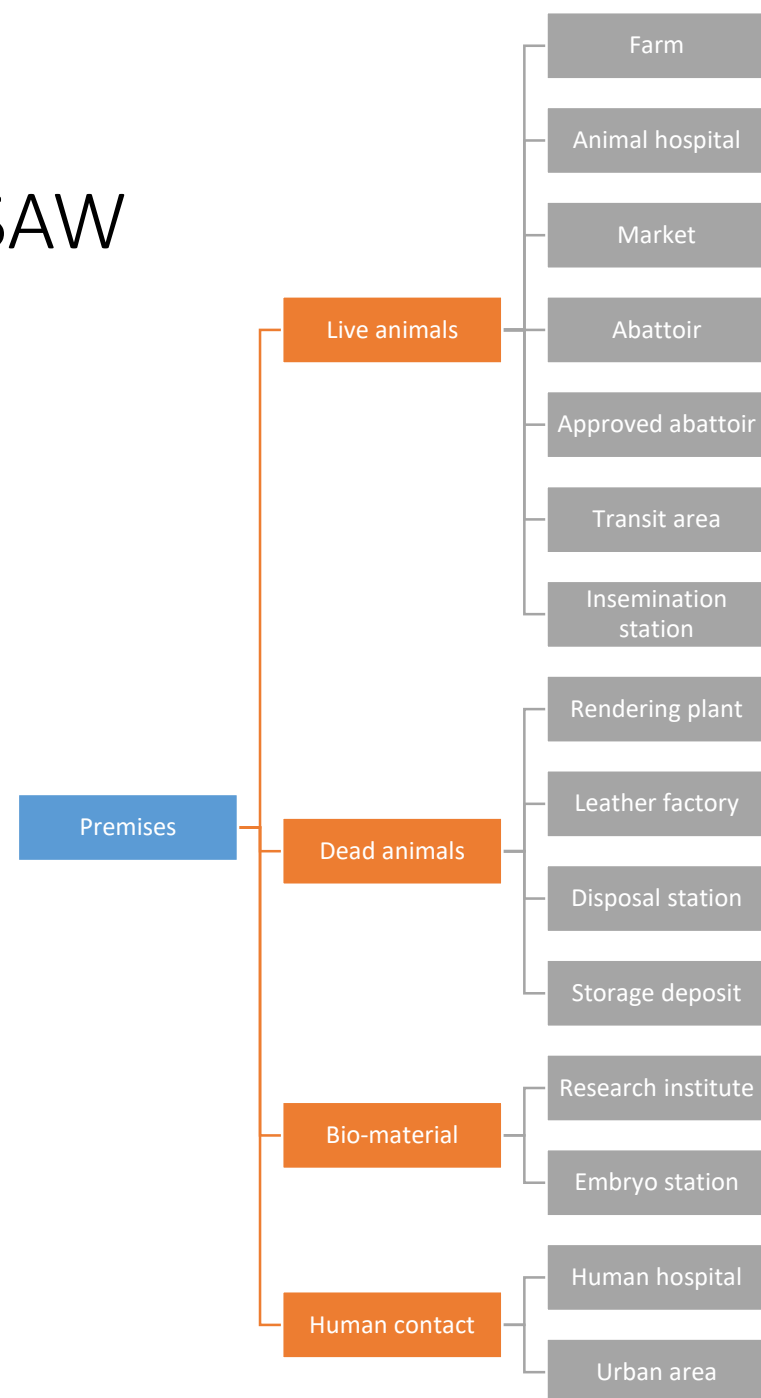 SAW
Farm
Animal hospital
Market
Live animals
Abattoir
Approved abattoir
Transit area
Insemination
station
Rendering plant
Leather factory
Premises
Dead animals
Disposal station
Storage deposit
Research institute
Bio-material
Embryo station
Human hospital
Human contact
Urban area